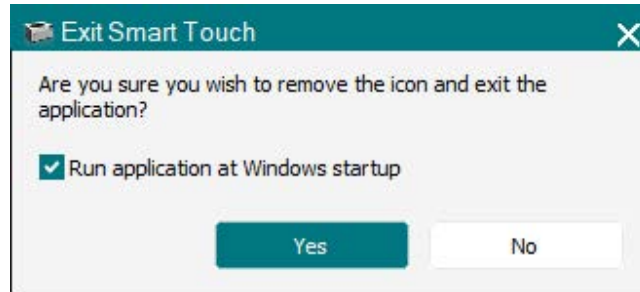 Exit Smart Touch
Are you sure you wish to remove the icon and exit the
application?
Run application at Windows startup
Yes
No